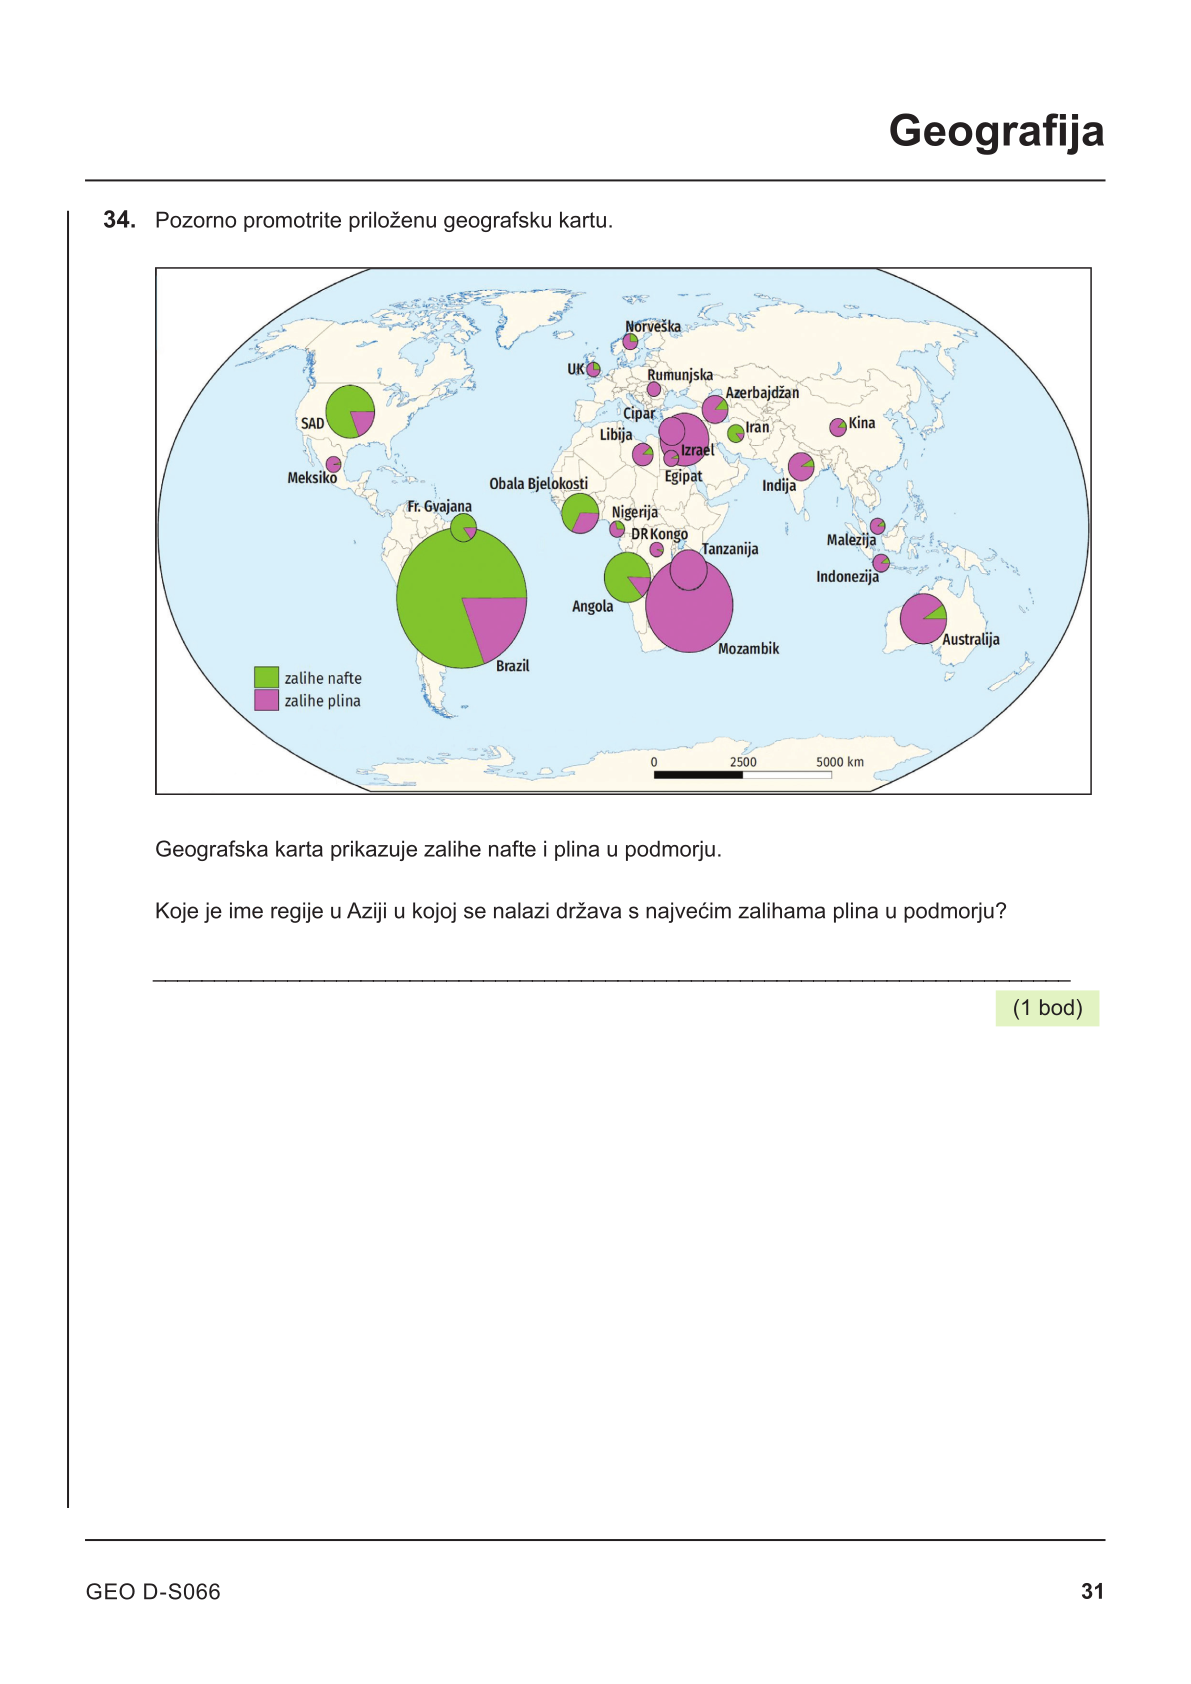 Geografija
34. Pozorno promotrite priloženu geografsku kartu.
Norveška
UK
Rumunjska
Azerbajdžan
Cipar
SAD
Iran
Kina
Libija
Izrael
Meksiko
Egipat
Obala Bjelokosti
Indija
Fr. Gvajana
Nigerija
DR Kongo
Malezija
Tanzanija
Indonezija
Angola
Australija
Mozambik
Brazil
zalihe nafte
zalihe plina
0 2500 5000 km
Geografska karta prikazuje zalihe nafte i plina u podmorju.
Koje je ime regije u Aziji u kojoj se nalazi država s najvećim zalihama plina u podmorju?
(1 bod)
GEO D-S066
31